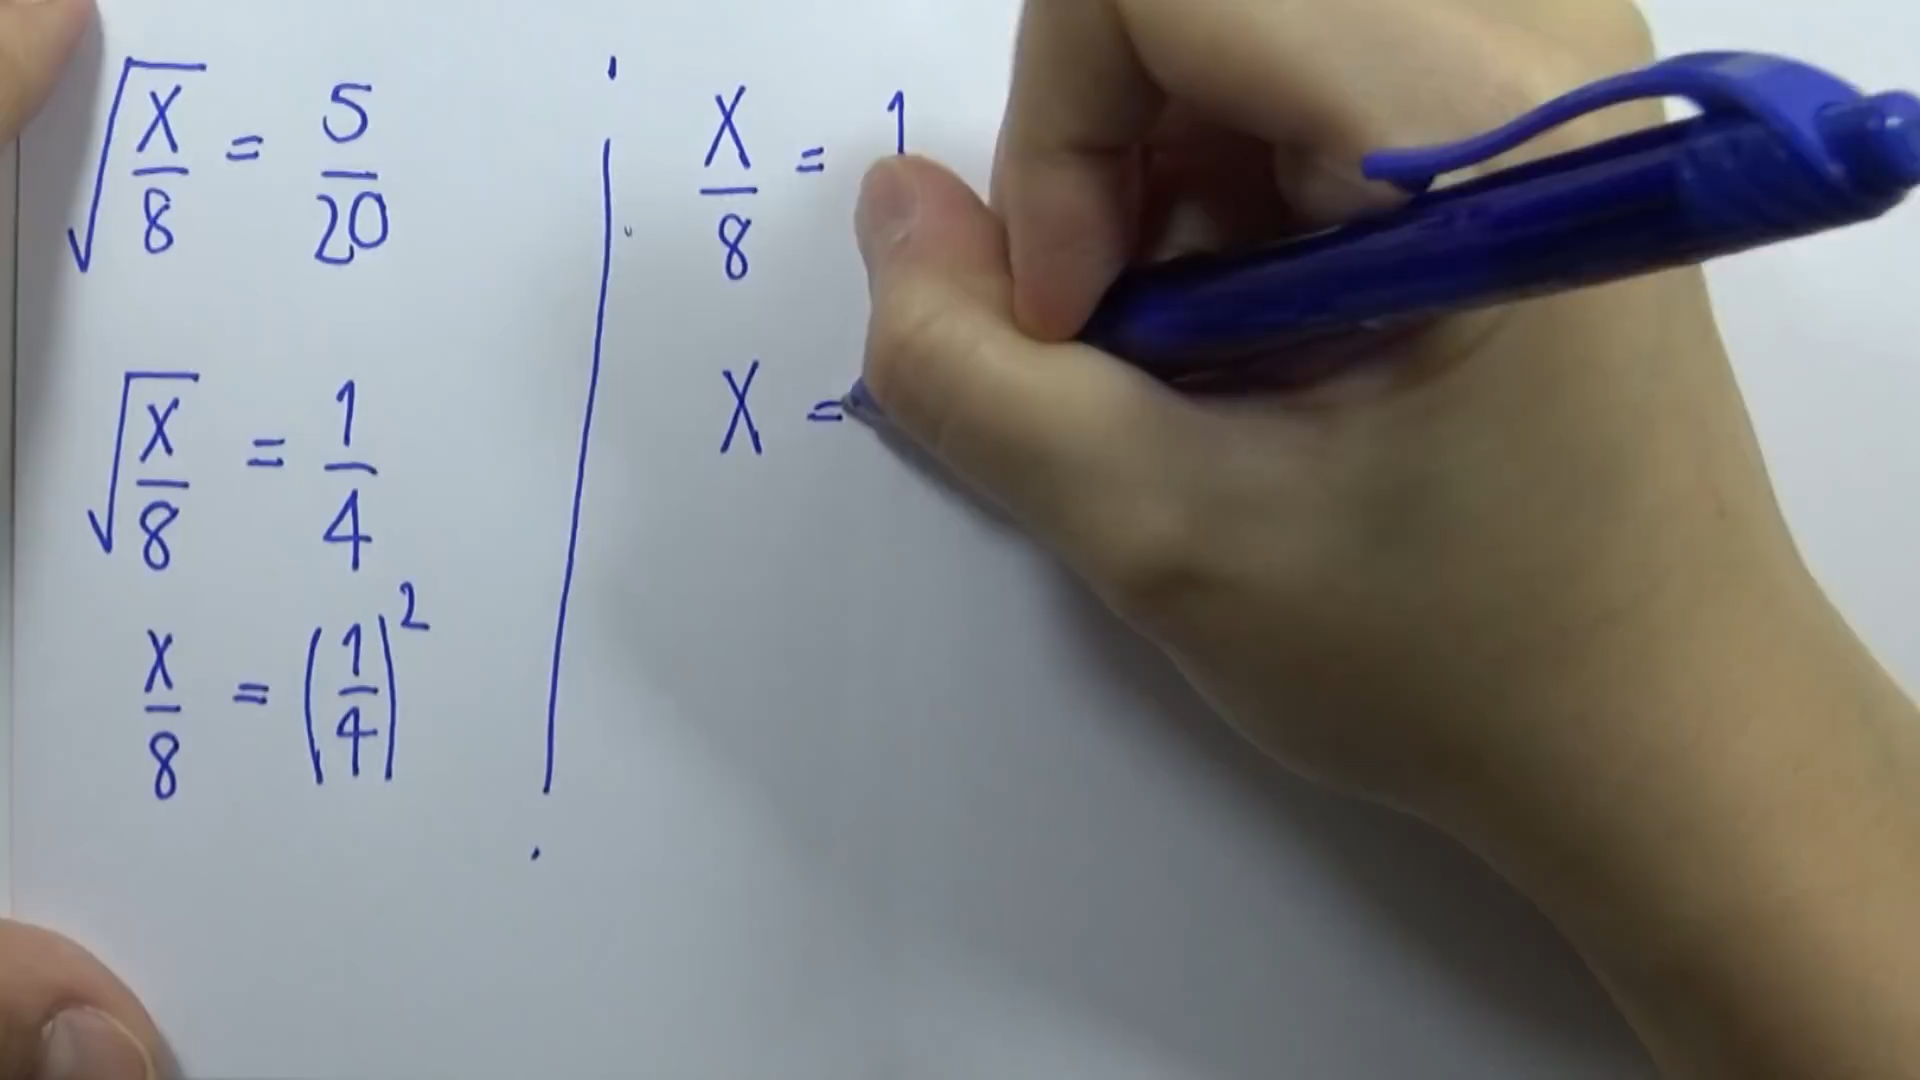 √(X/8) = 5/20
√(X/8) = 1/4
X/8 = (1/4)²
X/8 = 1
X =